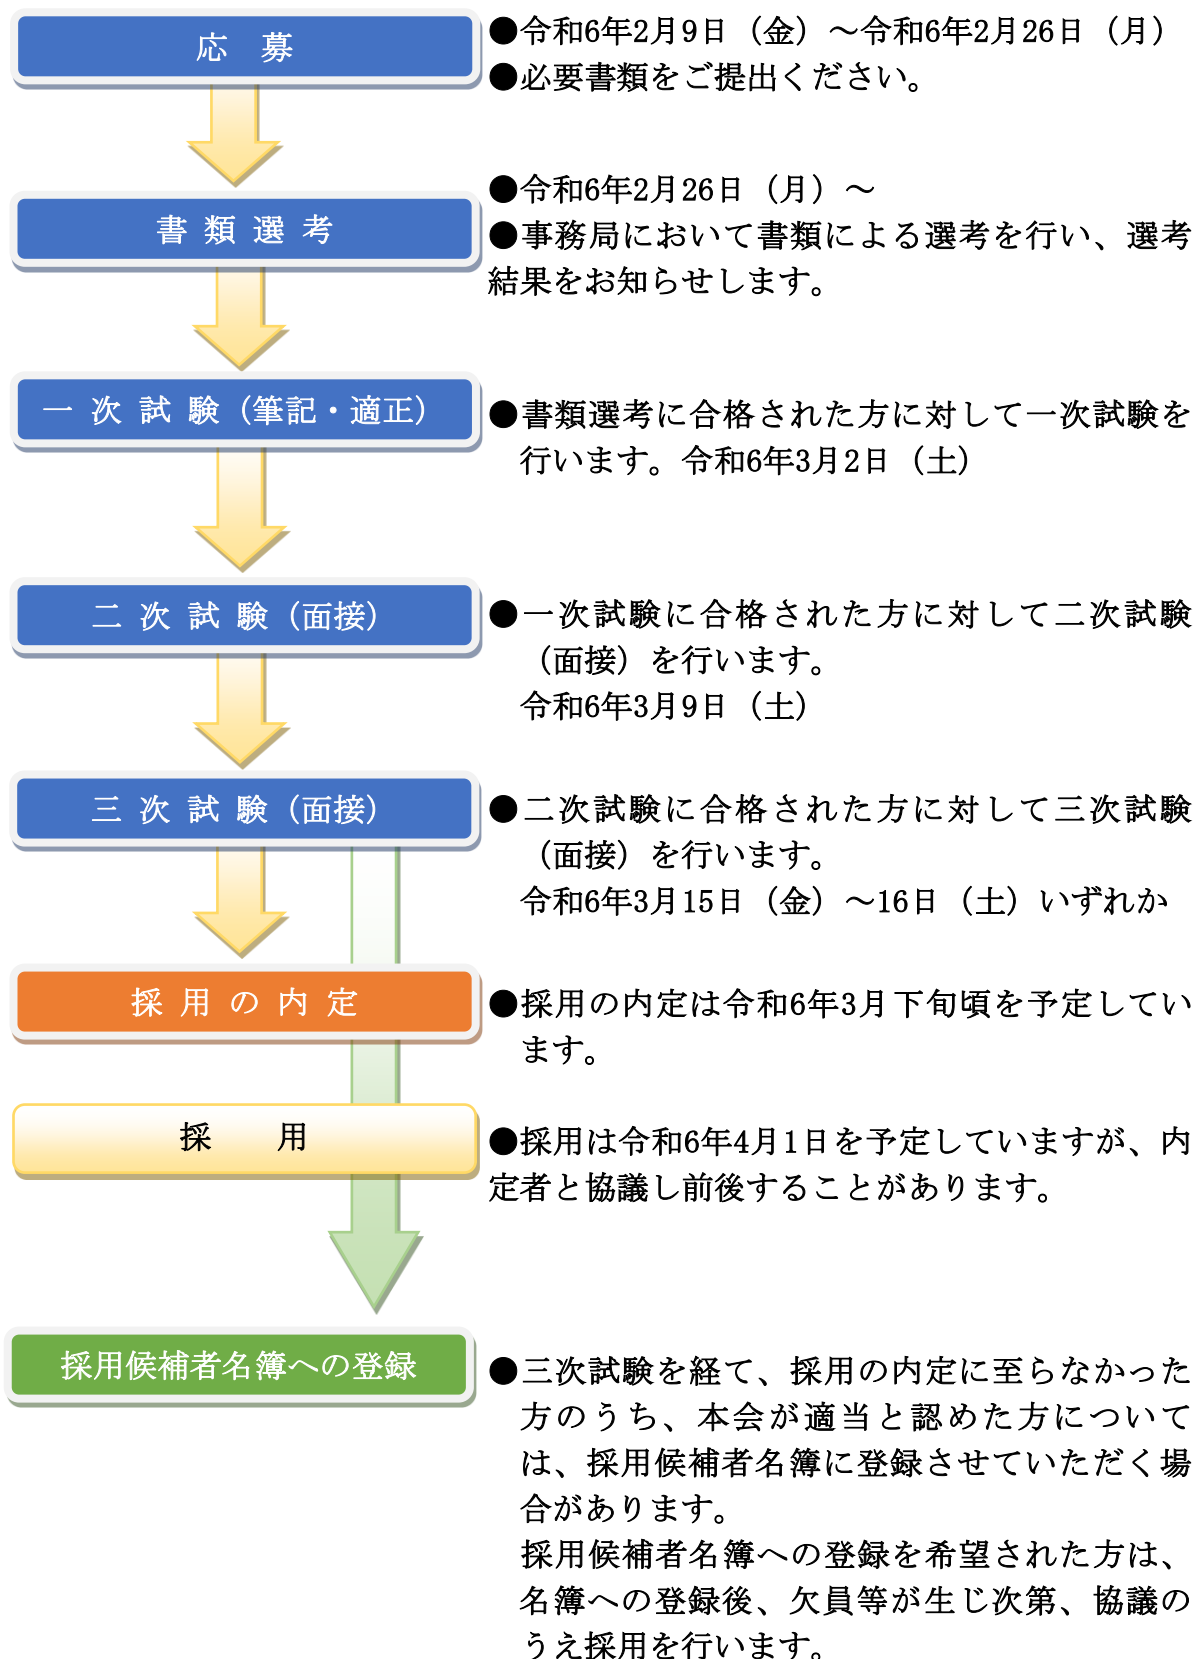 応　募
●令和6年2月9日（金）～令和6年2月26日（月）
●必要書類をご提出ください。
書 類 選 考
●令和6年2月26日（月）～
●事務局において書類による選考を行い、選考
結果をお知らせします。
一 次 試 験（筆記・適正）
●書類選考に合格された方に対して一次試験を
行います。令和6年3月2日（土）
二 次 試 験（面接）
●一次試験に合格された方に対して二次試験
（面接）を行います。
令和6年3月9日（土）
三 次 試 験（面接）
●二次試験に合格された方に対して三次試験
（面接）を行います。
令和6年3月15日（金）～16日（土）いずれか
採 用 の 内 定
●採用の内定は令和6年3月下旬頃を予定してい
ます。
採　　用
●採用は令和6年4月1日を予定していますが、内
定者と協議し前後することがあります。
採用候補者名簿への登録
●三次試験を経て、採用の内定に至らなかった
方のうち、本会が適当と認めた方について
は、採用候補者名簿に登録させていただく場
合があります。
採用候補者名簿への登録を希望された方は、
名簿への登録後、欠員等が生じ次第、協議の
うえ採用を行います。